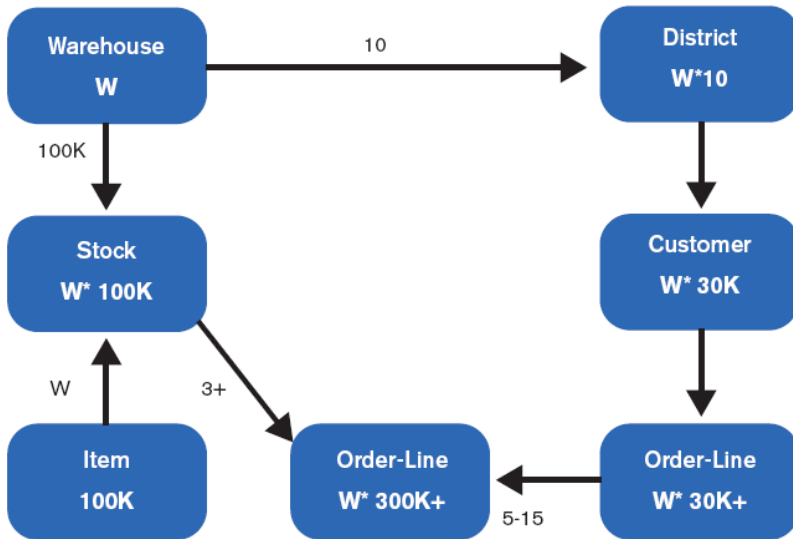 Warehouse
W
10
District
W*10
100K
Stock
W* 100K
Customer
W* 30K
W
3+
Item
100K
Order-Line
W* 300K+
5-15
Order-Line
W* 30K+